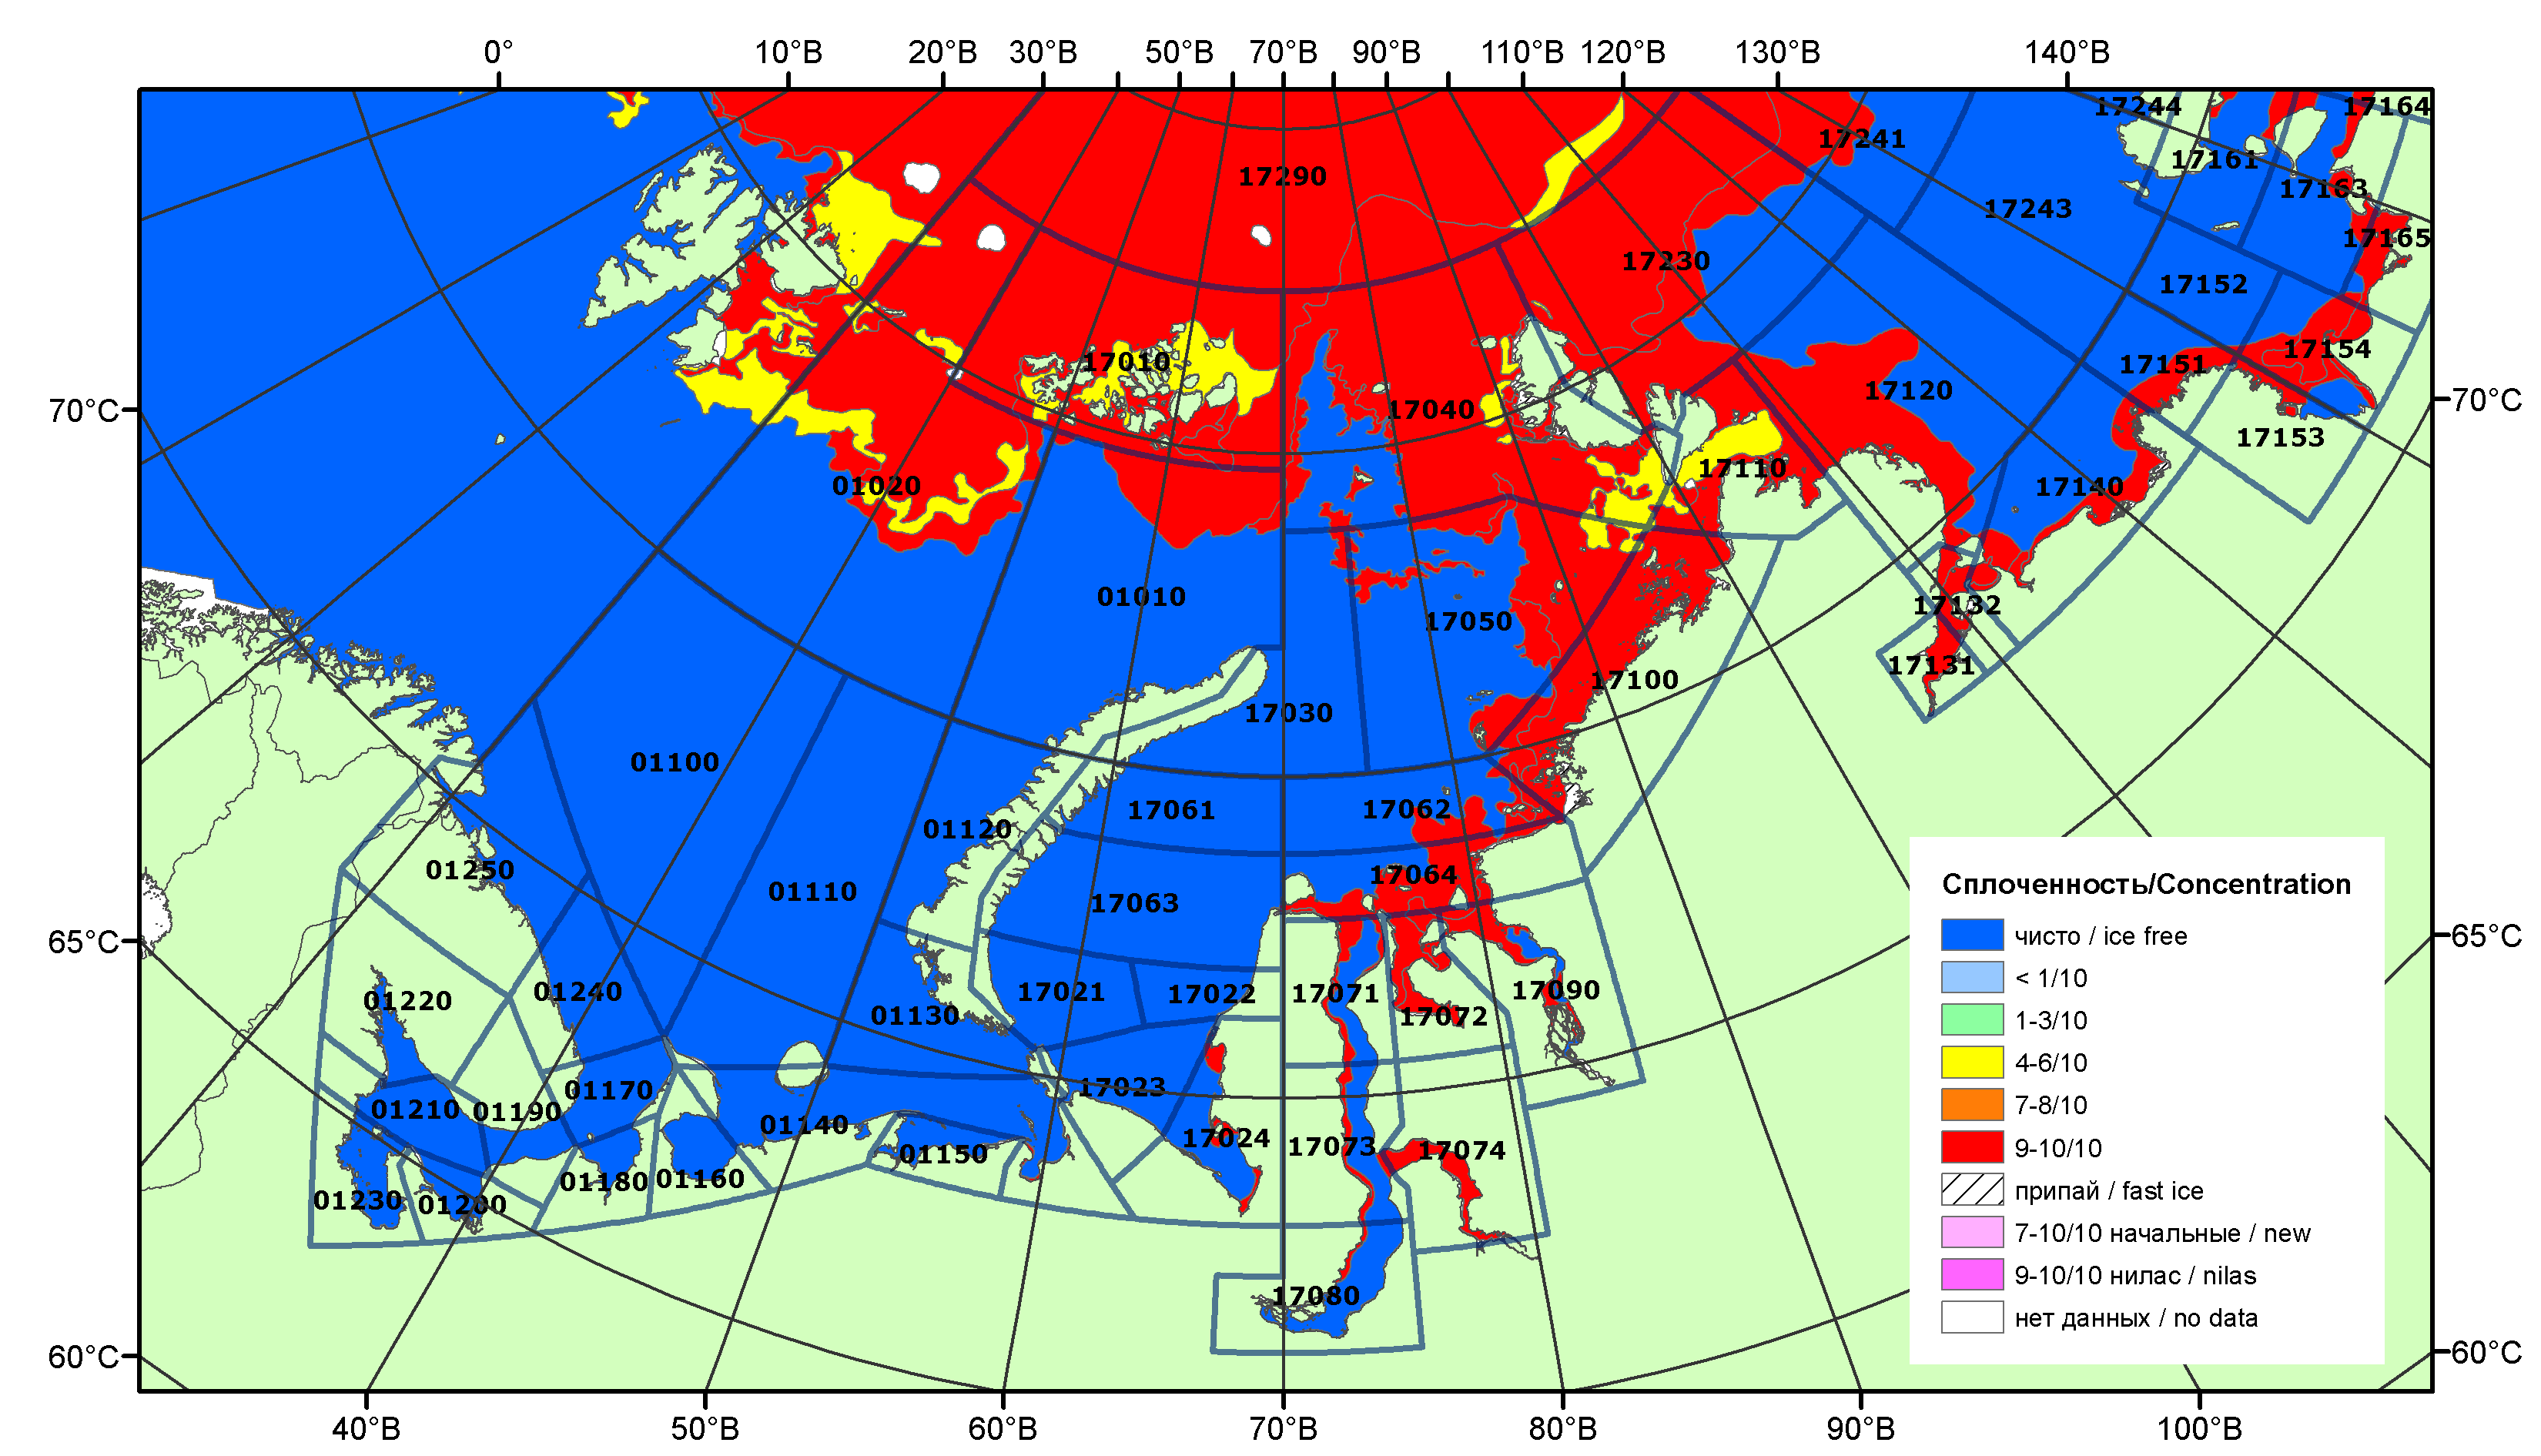 0° 10°В 20°В 30°В 50°В 70°В 90°В 110°В 120°В 130°В 140°В
17244 17164
17241
17161
17290
17163
17243
17165
17230
17152
17154
17010 17151
17120
70°С 17040 70°С
17153
17110
01020 17140
01010 17132
17050
17131
17100
17030
01100
17061 17062
01120
01250 17064
Сплоченность/Concentration
01110 17063
чисто / ice free
65°С 65°С
< 1/10
01220 01240 17021 17022 17071 17090
01130 17072
1-3/10
4-6/10
01170 17023
01210 01190 7-8/10
01140 17024 17073 17074
01150 9-10/10
01180 01160
01230 01200 припай / fast ice
7-10/10 начальные / new
9-10/10 нилас / nilas
17080
нет данных / no data
60°С 60°С
40°В 50°В 60°В 70°В 80°В 90°В 100°В